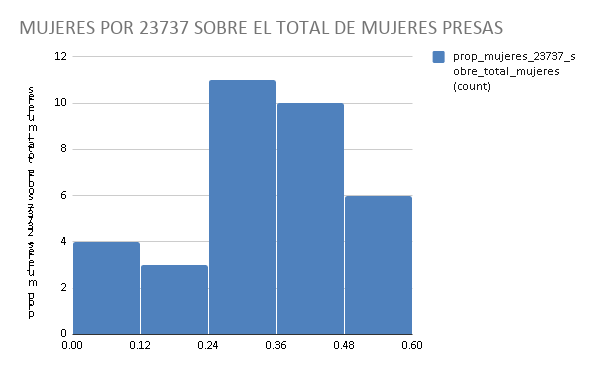 MUJERES POR 23737 SOBRE EL TOTAL DE MUJERES PRESAS
prop_mujeres_23737_s
obre_total_mujeres
(count)
12
10
8
6
4
2
0
0.00 0.12 0.24 0.36 0.48 0.60